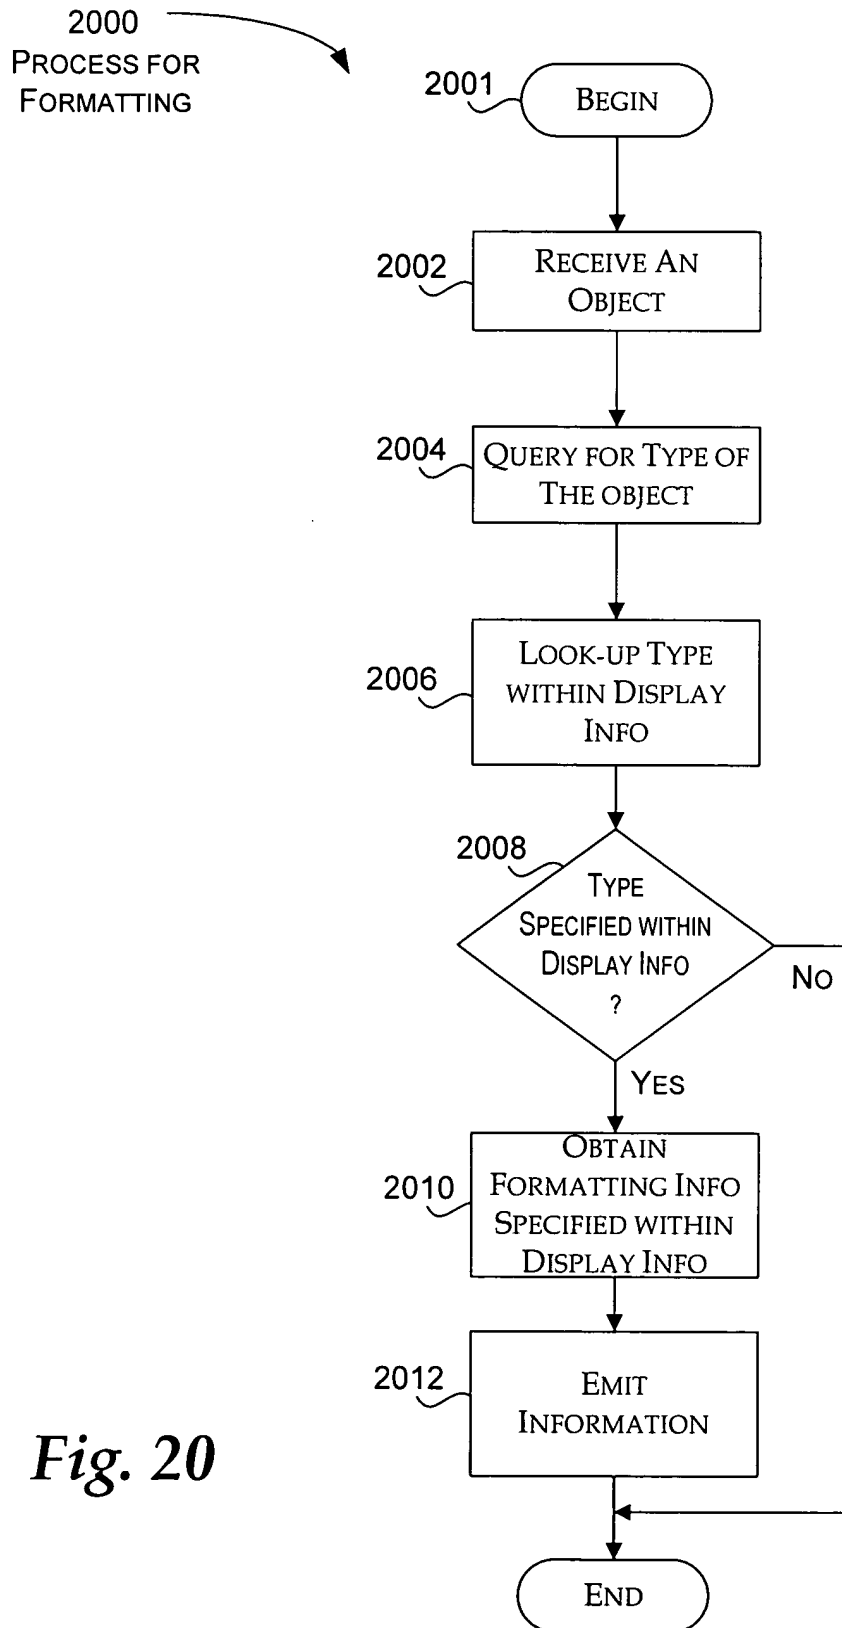 2000
PROCESS FOR
FORMATTING
2001
BEGIN
2002
RECEIVE AN
OBJECT
2004
QUERY FOR TYPE OF
THE OBJECT
2006
LOOK-UP TYPE
WITHIN DISPLAY
INFO
2008
TYPE
SPECIFIED WITHIN
DISPLAY INFO
?
NO
YES
2010
OBTAIN
FORMATTING INFO
SPECIFIED WITHIN
DISPLAY INFO
2012
EMIT
INFORMATION
Fig. 20
END